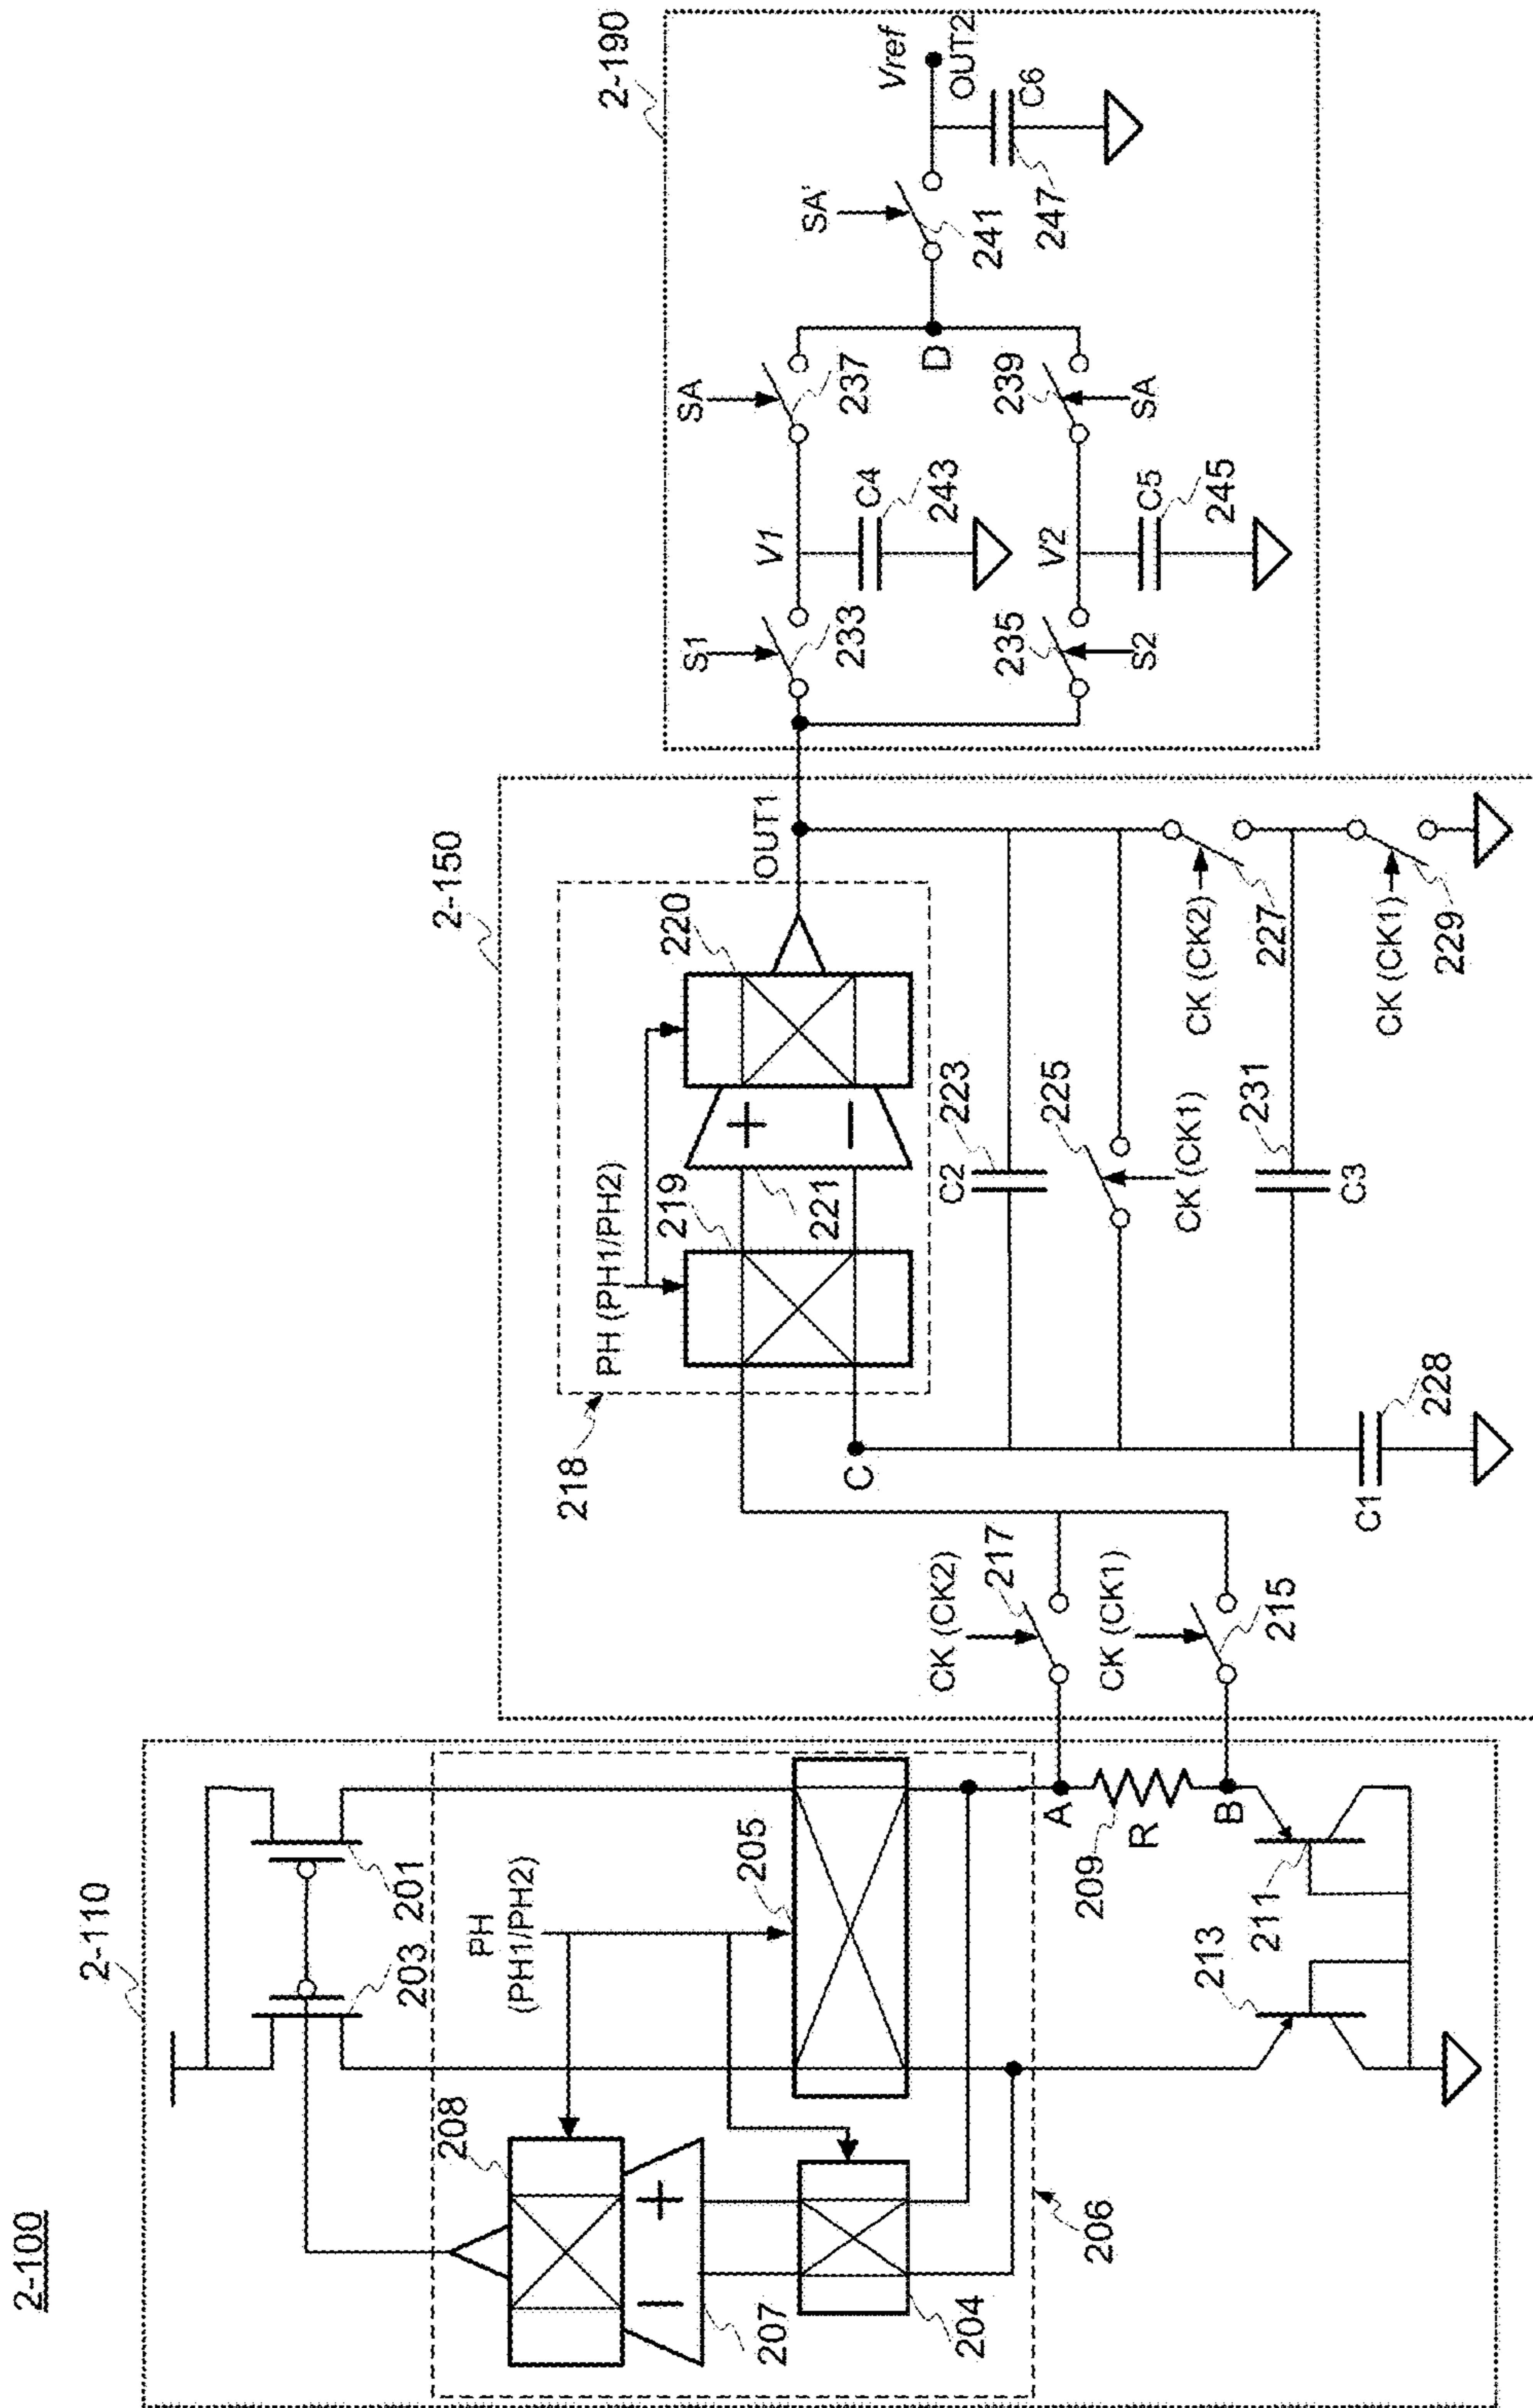 2-100
2-110
203
201
208
PH
(PH1/PH2)
+
−
207
204
205
206
A
R
209
B
213
211
2-150
CK (CK2)
217
CK (CK1)
215
218
PH (PH1/PH2)
219
220
221
+
−
OUT1
C
C2
223
225
CK (CK1)
CK (CK2)
227
231
C3
CK (CK1)
229
C1
228
2-190
S1
233
V1
C4
243
SA
237
S2
235
V2
C5
245
SA
239
D
SA'
241
Vref
OUT2
C6
247